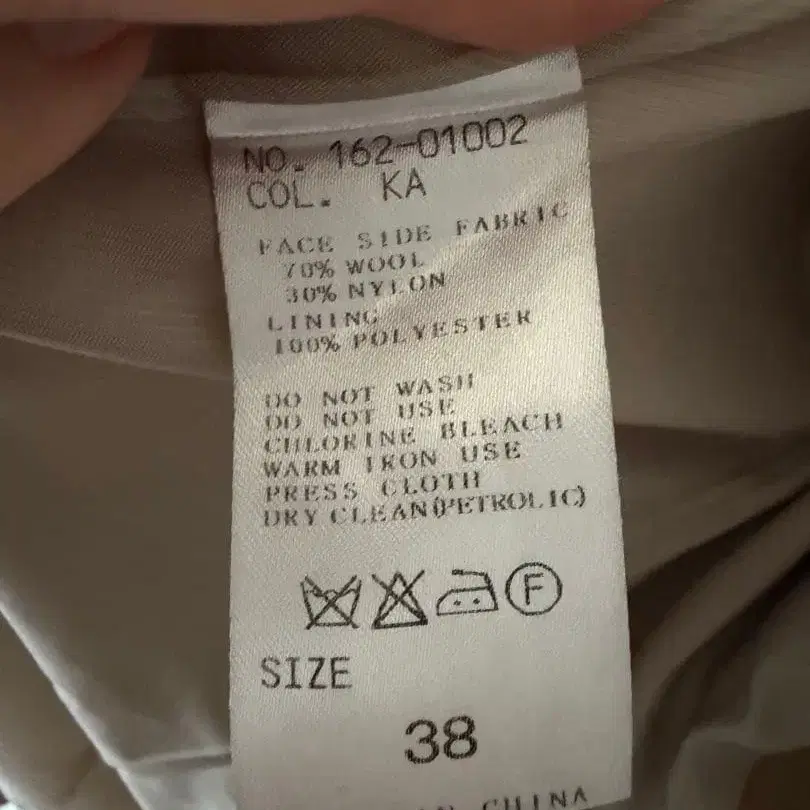 NO. 162-01002
COL. KA
FACE SIDE FABRIC
70% WOOL
30% NYLON
LINING
100% POLYESTER
DO NOT WASH
DO NOT USE
CHLORINE BLEACH
WARM IRON USE
PRESS CLOTH
DRY CLEAN(PETROLIC)
F
SIZE
38
CHINA